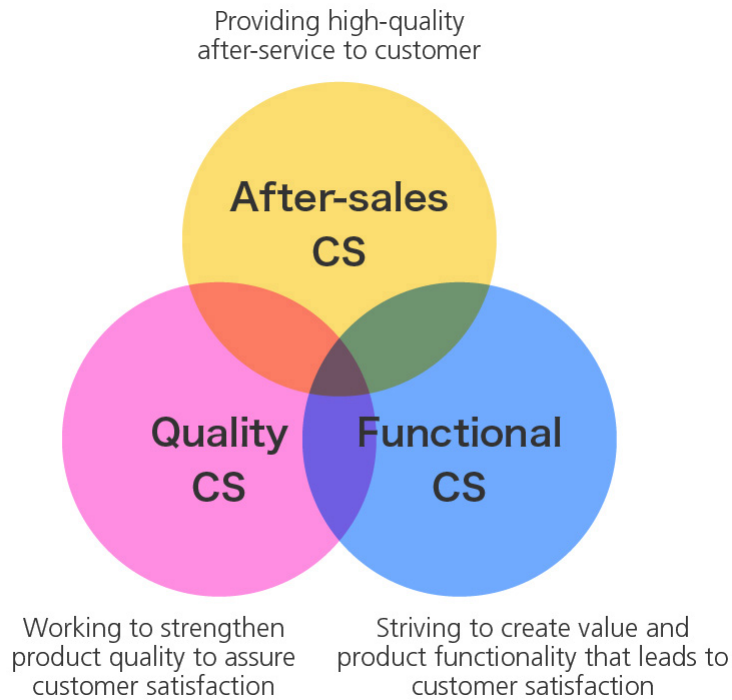 Providing high-quality
after-service to customer
After-sales
CS
Quality
CS
Functional
CS
Working to strengthen
product quality to assure
customer satisfaction
Striving to create value and
product functionality that leads to
customer satisfaction